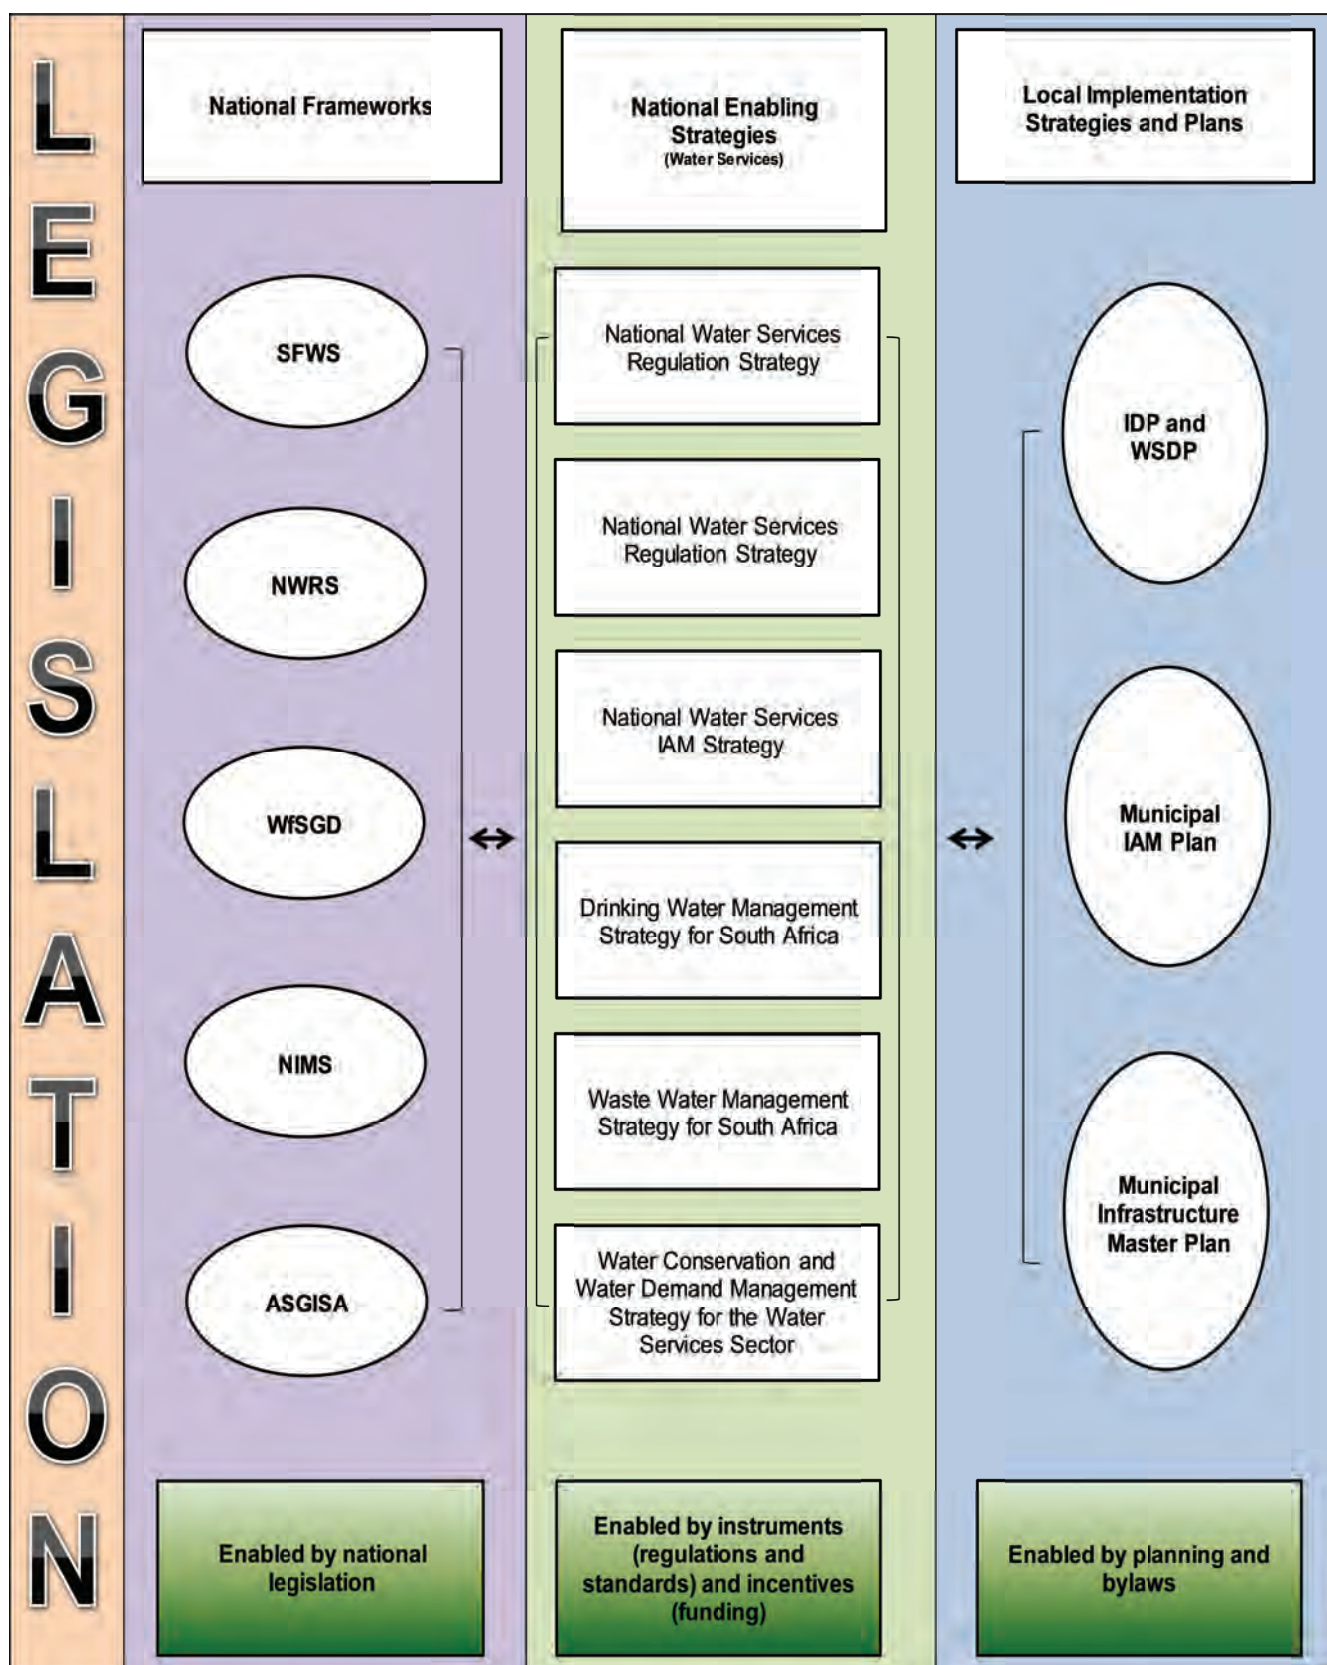 LEGISLATION
National Frameworks
SFWS
NWRS
WfSGD
NIMS
ASGISA
Enabled by national
legislation
National Enabling
Strategies
(Water Services)
National Water Services
Regulation Strategy
National Water Services
Regulation Strategy
National Water Services
IAM Strategy
Drinking Water Management
Strategy for South Africa
Waste Water Management
Strategy for South Africa
Water Conservation and
Water Demand Management
Strategy for the Water
Services Sector
Enabled by instruments
(regulations and
standards) and incentives
(funding)
Local Implementation
Strategies and Plans
IDP and
WSDP
Municipal
IAM Plan
Municipal
Infrastructure
Master Plan
Enabled by planning and
bylaws